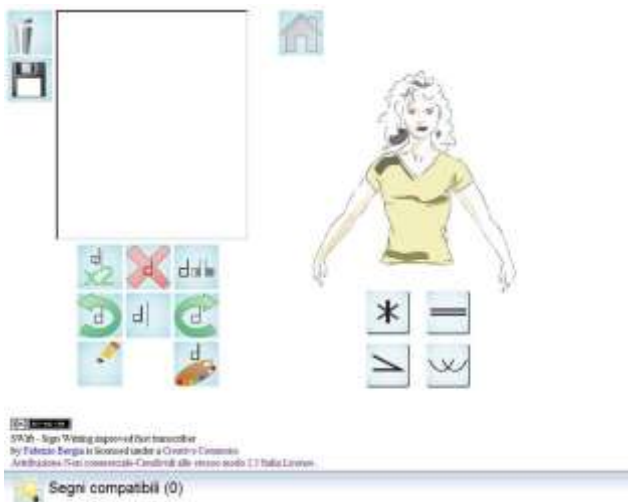 d x2
d
d
d
d
d
d
SWift - Sign Writing improved fast transcriber
by Fabrizio Borgia is licensed under a Creative Commons
Attribuzione-Non commerciale-Condividi allo stesso modo 2.5 Italia License.
Segni compatibili (0)